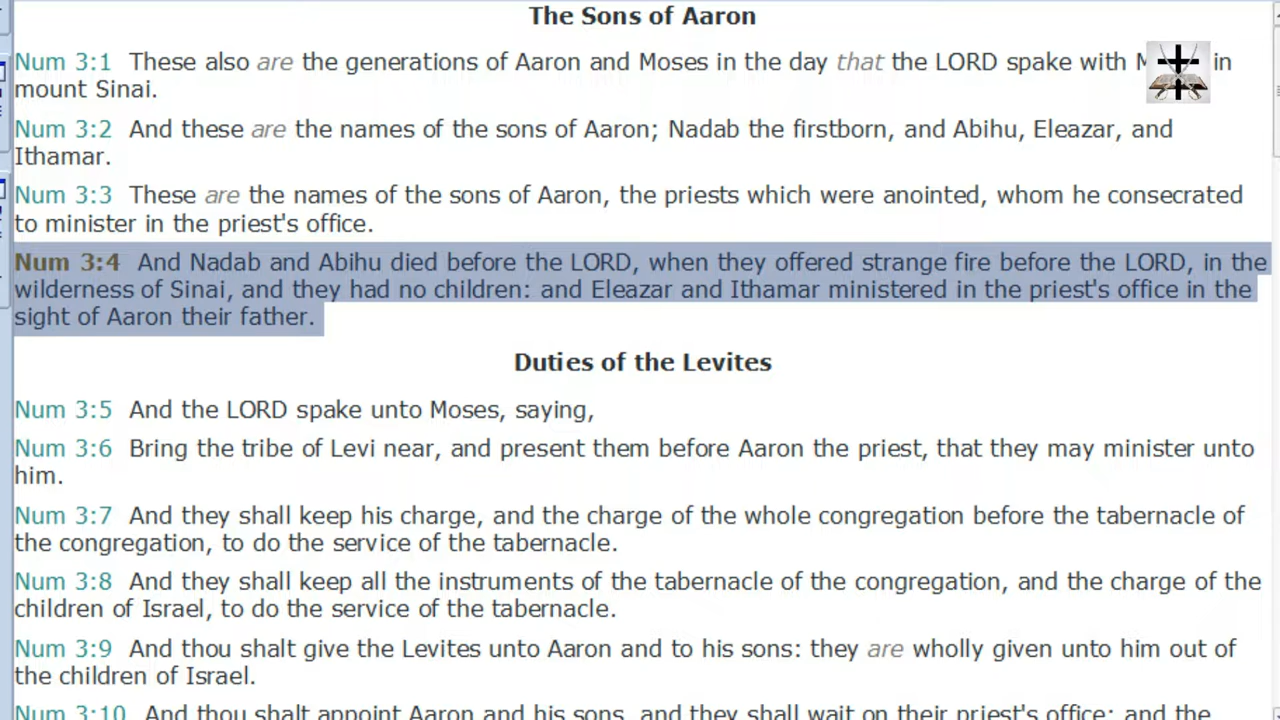 The Sons of Aaron
Num 3:1 These also are the generations of Aaron and Moses in the day that the LORD spake with in
mount Sinai.
Num 3:2 And these are the names of the sons of Aaron; Nadab the firstborn, and Abihu, Eleazar, and
Ithamar.
Num 3:3 These are the names of the sons of Aaron, the priests which were anointed, whom he consecrated
to minister in the priest's office.
Num 3:4 And Nadab and Abihu died before the LORD, when they offered strange fire before the LORD, in the
wilderness of Sinai, and they had no children: and Eleazar and Ithamar ministered in the priest's office in the
sight of Aaron their father.
Duties of the Levites
Num 3:5 And the LORD spake unto Moses, saying,
Num 3:6 Bring the tribe of Levi near, and present them before Aaron the priest, that they may minister unto
him.
Num 3:7 And they shall keep his charge, and the charge of the whole congregation before the tabernacle of
the congregation, to do the service of the tabernacle.
Num 3:8 And they shall keep all the instruments of the tabernacle of the congregation, and the charge of the
children of Israel, to do the service of the tabernacle.
Num 3:9 And thou shalt give the Levites unto Aaron and to his sons: they are wholly given unto him out of
the children of Israel.
Num 3:10 And thou shalt appoint Aaron and his sons, and they shall wait on their priest's office: and the